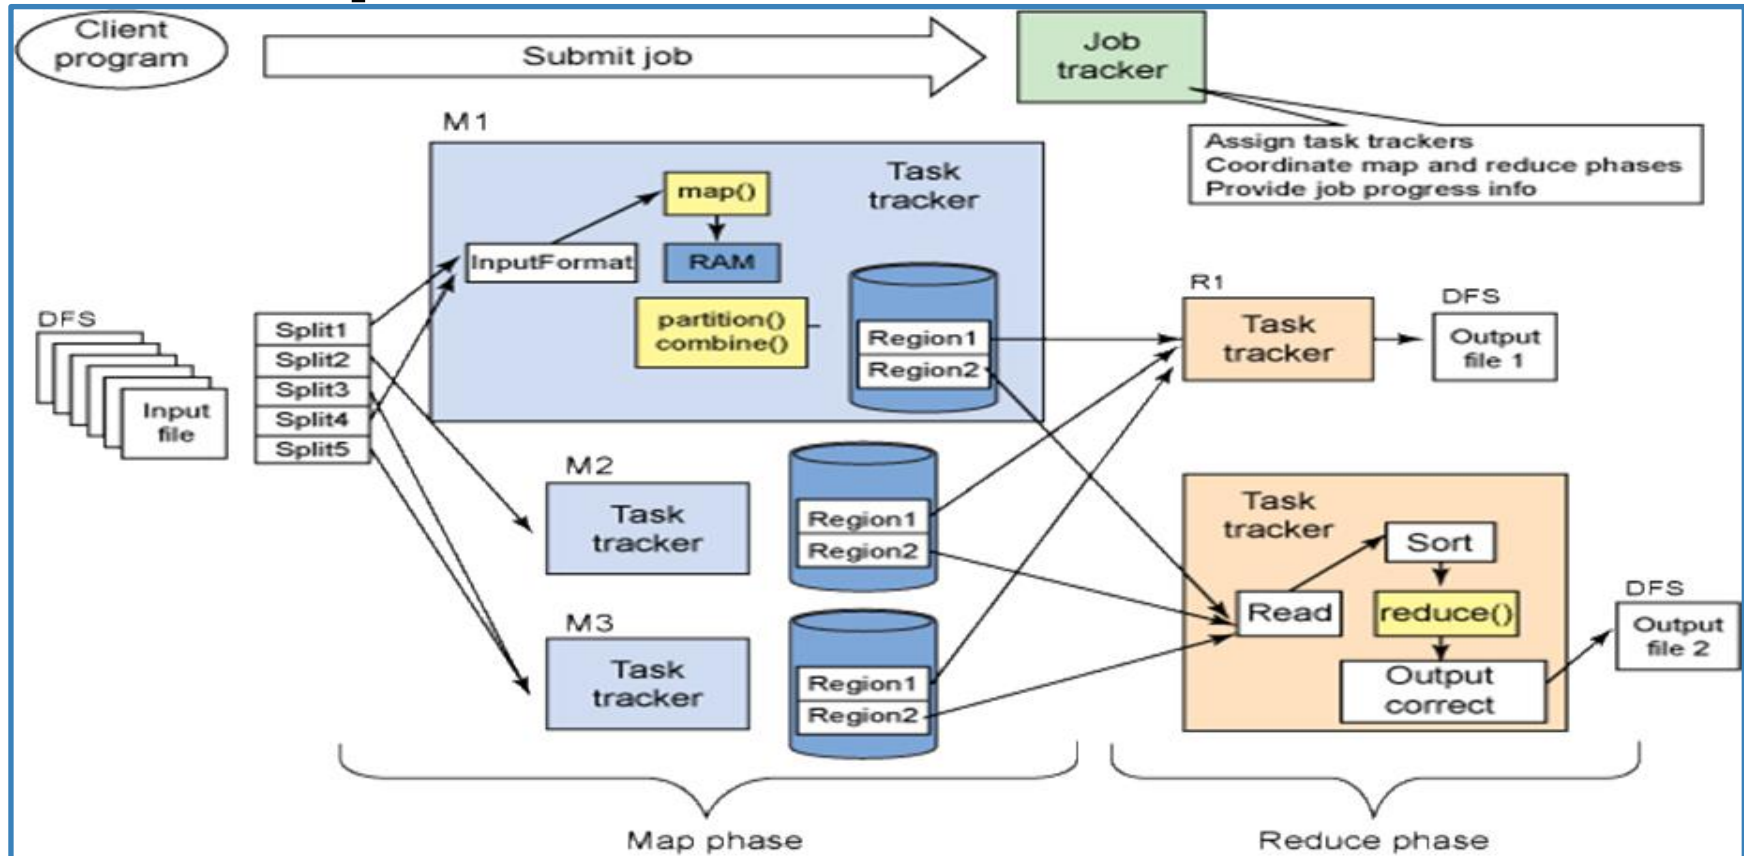 Client
program
Submit job
Job
tracker
Assign task trackers
Coordinate map and reduce phases
Provide job progress info
M1
Task
tracker
map()
InputFormat
RAM
partition()
combine()
Region1
Region2
DFS
Input
file
Split1
Split2
Split3
Split4
Split5
M2
Task
tracker
Region1
Region2
M3
Task
tracker
Region1
Region2
R1
Task
tracker
DFS
Output
file 1
Task
tracker
Sort
Read
reduce()
Output
correct
DFS
Output
file 2
Map phase
Reduce phase